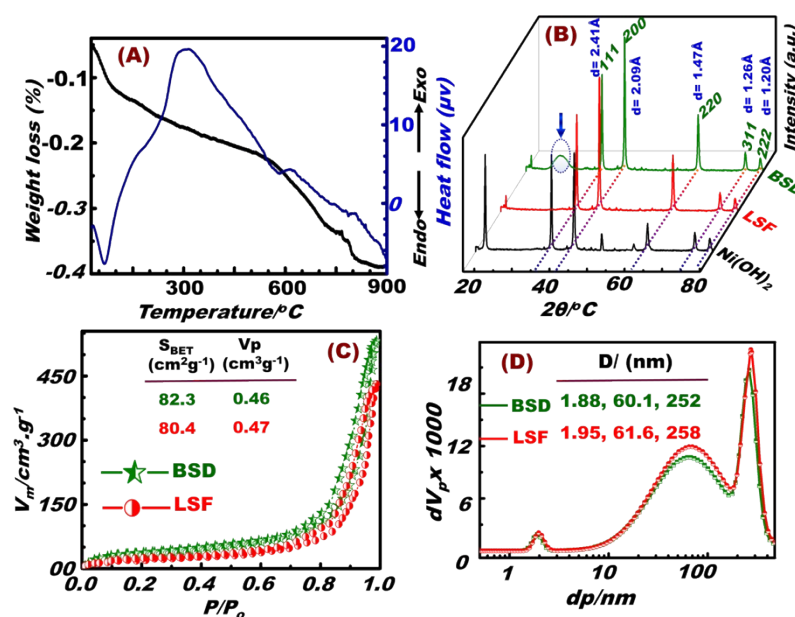 (A)
Weight loss (%)
-0.1
-0.2
-0.3
-0.4
300
600
900
Temperature/°C
20
10
0
Heat flow (μv)
Endo
Exo
(B)
111
200
220
311
222
d= 2.41Å
d= 2.09Å
d= 1.47Å
d= 1.26Å
d= 1.20Å
Intensity (a.u.)
BSD
LSF
Ni(OH)2
20
40
60
80
2θ/°C
(C)
SBET Vp
(cm2g-1) (cm3g-1)
82.3 0.46
80.4 0.47
BSD
LSF
Vm/cm3.g-1
450
300
150
00
0.0 0.2 0.4 0.6 0.8 1.0
P/Po
(D)
D/ (nm)
BSD 1.88, 60.1, 252
LSF 1.95, 61.6, 258
dVp x 1000
18
12
6
0
1 10 100
dp/nm